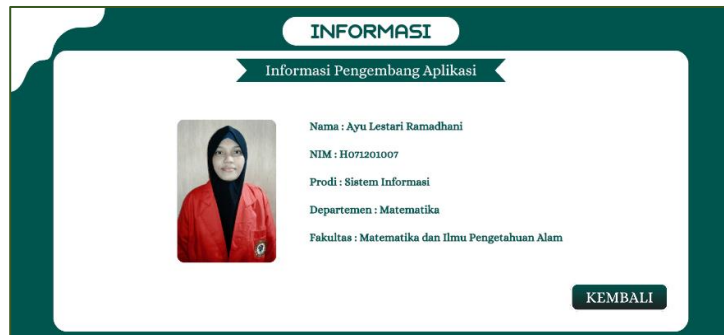 INFORMASI
Informasi Pengembang Aplikasi
Nama : Ayu Lestari Ramadhani
NIM : H071201007
Prodi : Sistem Informasi
Departemen : Matematika
Fakultas : Matematika dan Ilmu Pengetahuan Alam
KEMBALI